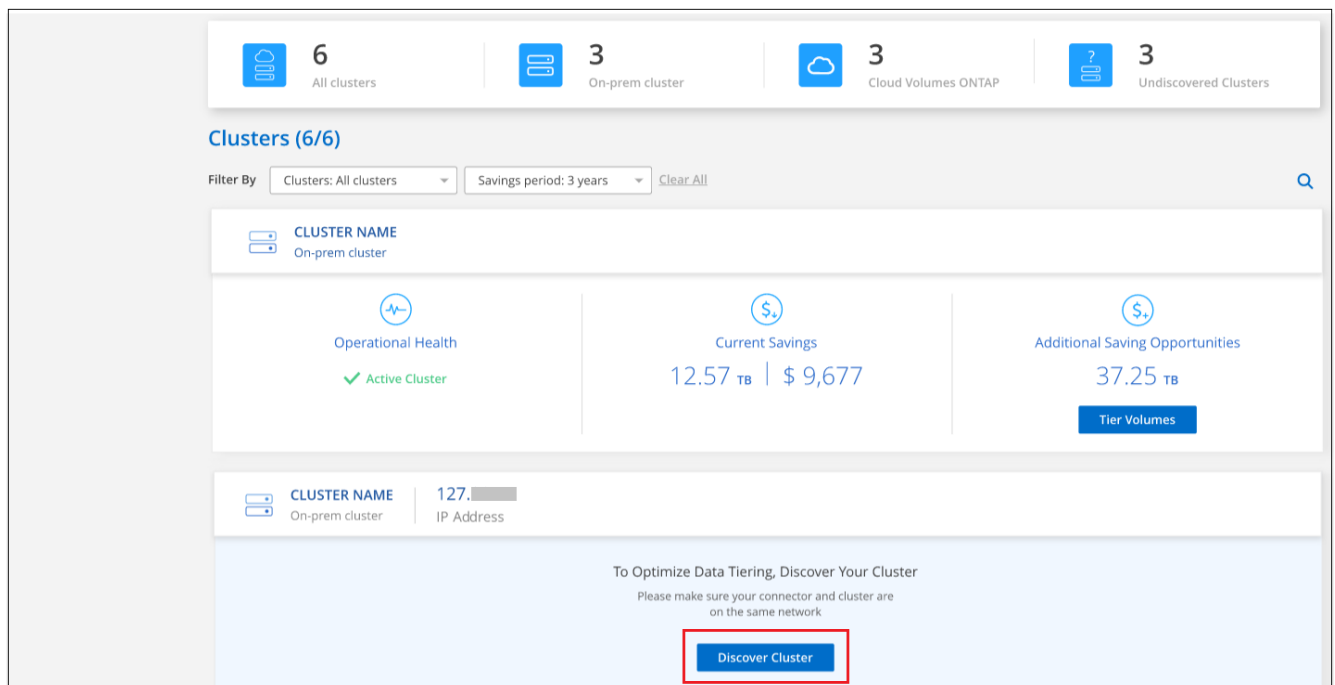 6
All clusters
3
On-prem cluster
3
Cloud Volumes ONTAP
?
3
Undiscovered Clusters
Clusters (6/6)
Filter By
Clusters: All clusters
Savings period: 3 years
Clear All
CLUSTER NAME
On-prem cluster
Operational Health
Active Cluster
Current Savings
12.57 TB | $ 9,677
Additional Saving Opportunities
37.25 TB
Tier Volumes
CLUSTER NAME
On-prem cluster
127.
IP Address
To Optimize Data Tiering, Discover Your Cluster
Please make sure your connector and cluster are
on the same network
Discover Cluster